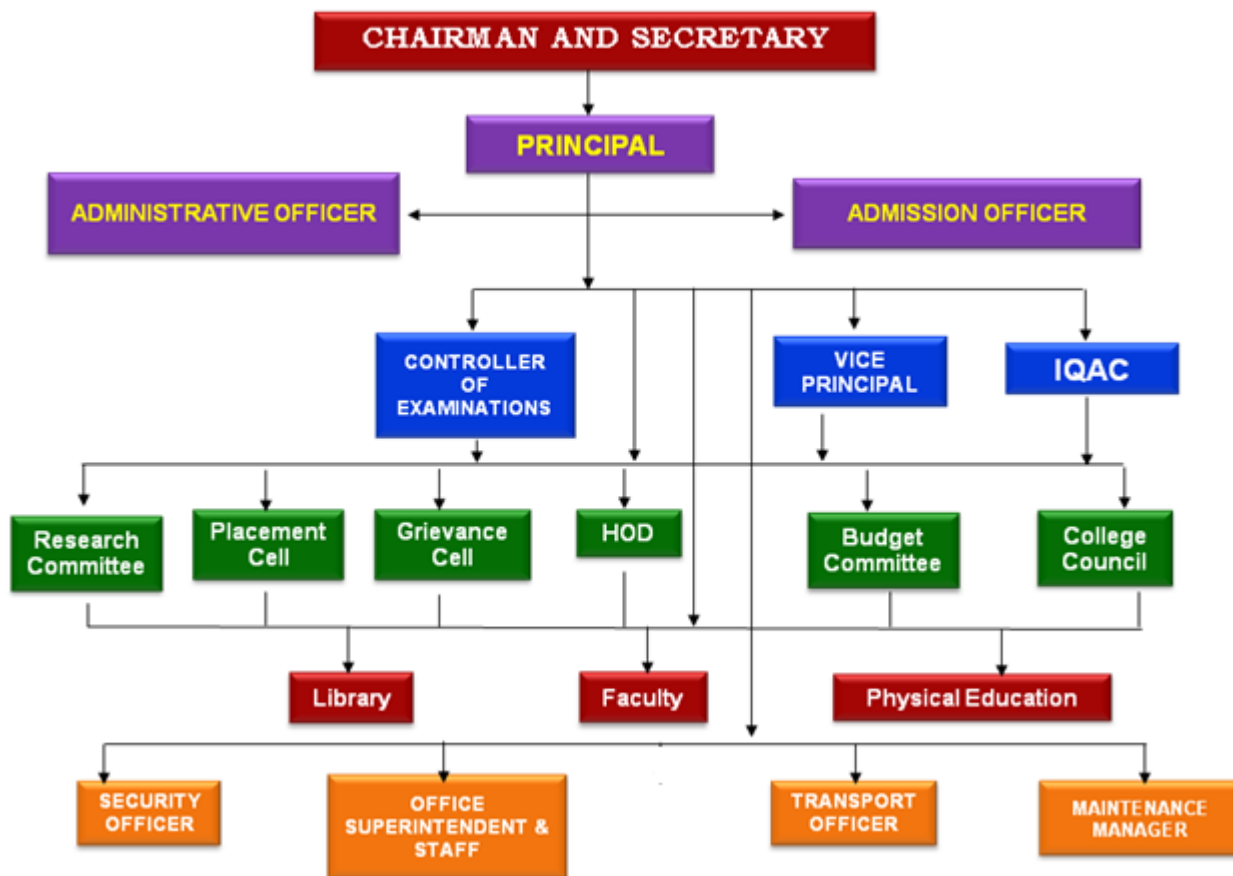 CHAIRMAN AND SECRETARY
PRINCIPAL
ADMINISTRATIVE OFFICER
ADMISSION OFFICER
CONTROLLER
OF
EXAMINATIONS
VICE
PRINCIPAL
IQAC
Research
Committee
Placement
Cell
Grievance
Cell
HOD
Budget
Committee
College
Council
Library
Faculty
Physical Education
SECURITY
OFFICER
OFFICE
SUPERINTENDENT &
STAFF
TRANSPORT
OFFICER
MAINTENANCE
MANAGER